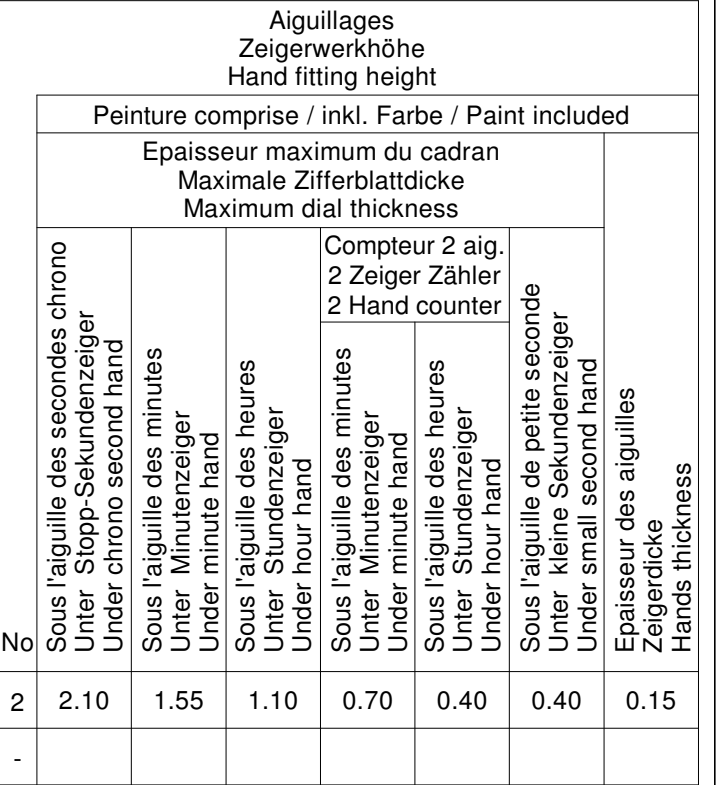 Aiguillages
Zeigerwerkhöhe
Hand fitting height
Peinture comprise / inkl. Farbe / Paint included
Epaisseur maximum du cadran
Maximale Zifferblattdicke
Maximum dial thickness
No
Sous l'aiguille des secondes chrono
Unter Stopp-Sekundenzeiger
Under chrono second hand
Sous l'aiguille des minutes
Unter Minutenzeiger
Under minute hand
Sous l'aiguille des heures
Unter Stundenzeiger
Under hour hand
Compteur 2 aig.
2 Zeiger Zähler
2 Hand counter
Sous l'aiguille des minutes
Unter Minutenzeiger
Under minute hand
Sous l'aiguille des heures
Unter Stundenzeiger
Under hour hand
Sous l'aiguille de petite seconde
Unter kleine Sekundenzeiger
Under small second hand
Epaisseur des aiguilles
Zeigerdicke
Hands thickness
2 2.10 1.55 1.10 0.70 0.40 0.40 0.15
-